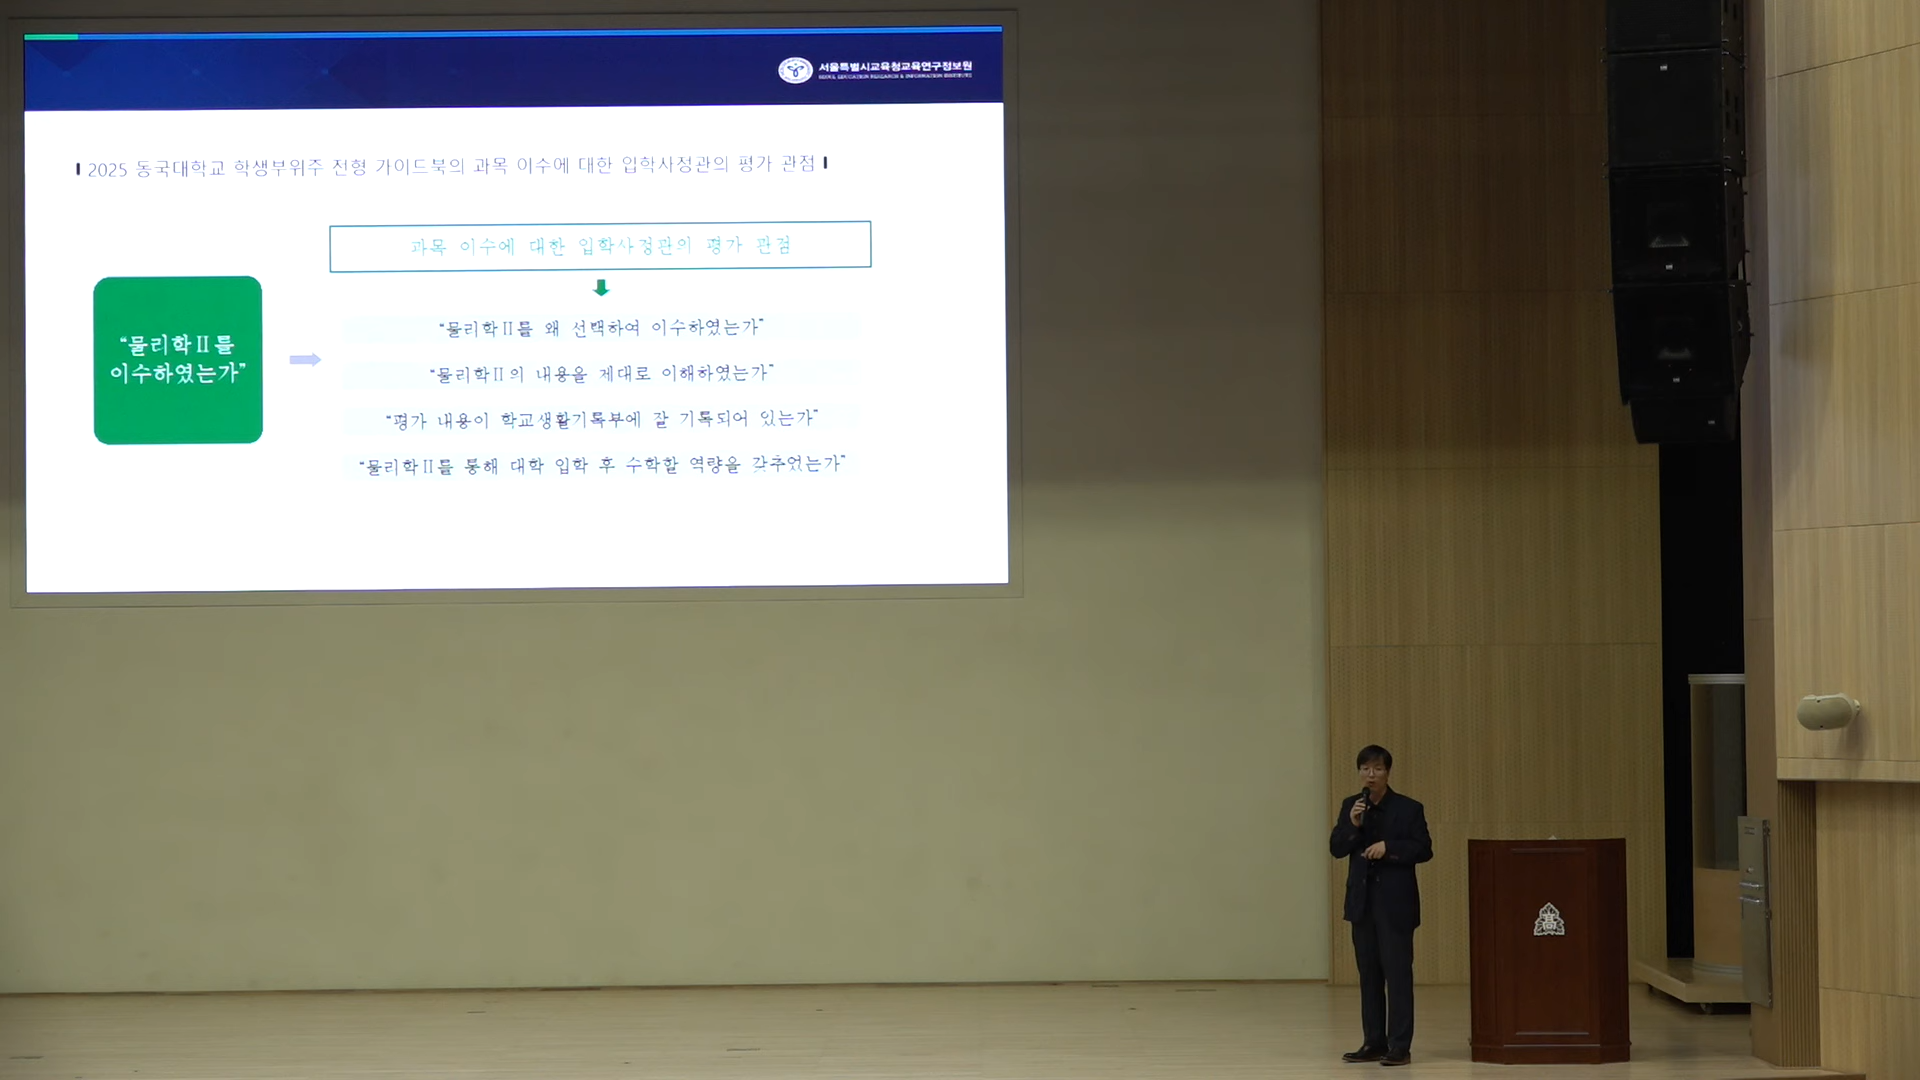 서울특별시교육청교육연구정보원
SEOUL EDUCATION RESEARCH & INFORMATION INSTITUTE
2025 동국대학교 학생부위주 전형 가이드북의 과목 이수에 대한 입학사정관의 평가 관점
과목 이수에 대한 입학사정관의 평가 관점
“물리학Ⅱ를
이수하였는가”
“물리학Ⅱ를 왜 선택하여 이수하였는가”
“물리학Ⅱ의 내용을 제대로 이해하였는가”
“평가 내용이 학교생활기록부에 잘 기록되어 있는가”
“물리학Ⅱ를 통해 대학 입학 후 수학할 역량을 갖추었는가”
高